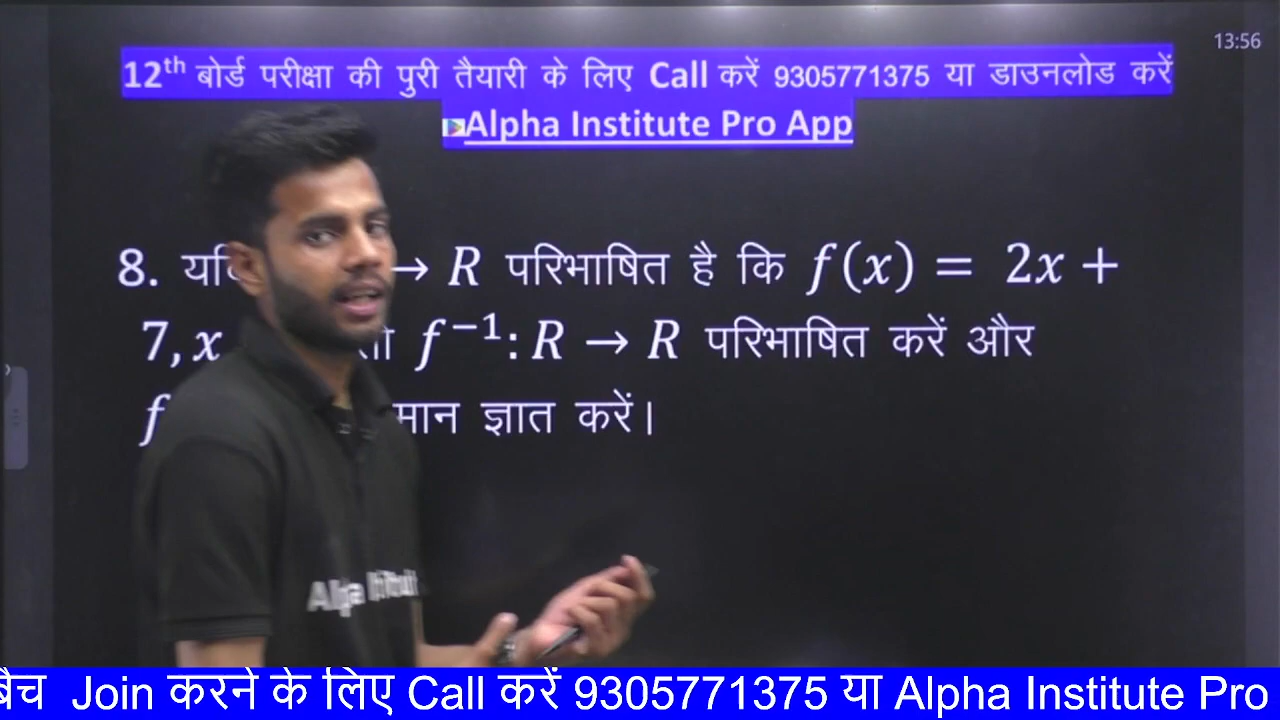 13:56
12th बोर्ड परीक्षा की पुरी तैयारी के लिए Call करें 9305771375 या डाउनलोड करें
Alpha Institute Pro App
8. → R परिभाषित है कि f(x) = 2x +
7, x f⁻¹: R → R परिभाषित करें और
f मान ज्ञात करें।
बैच Join करने के लिए Call करें 9305771375 या Alpha Institute Pro